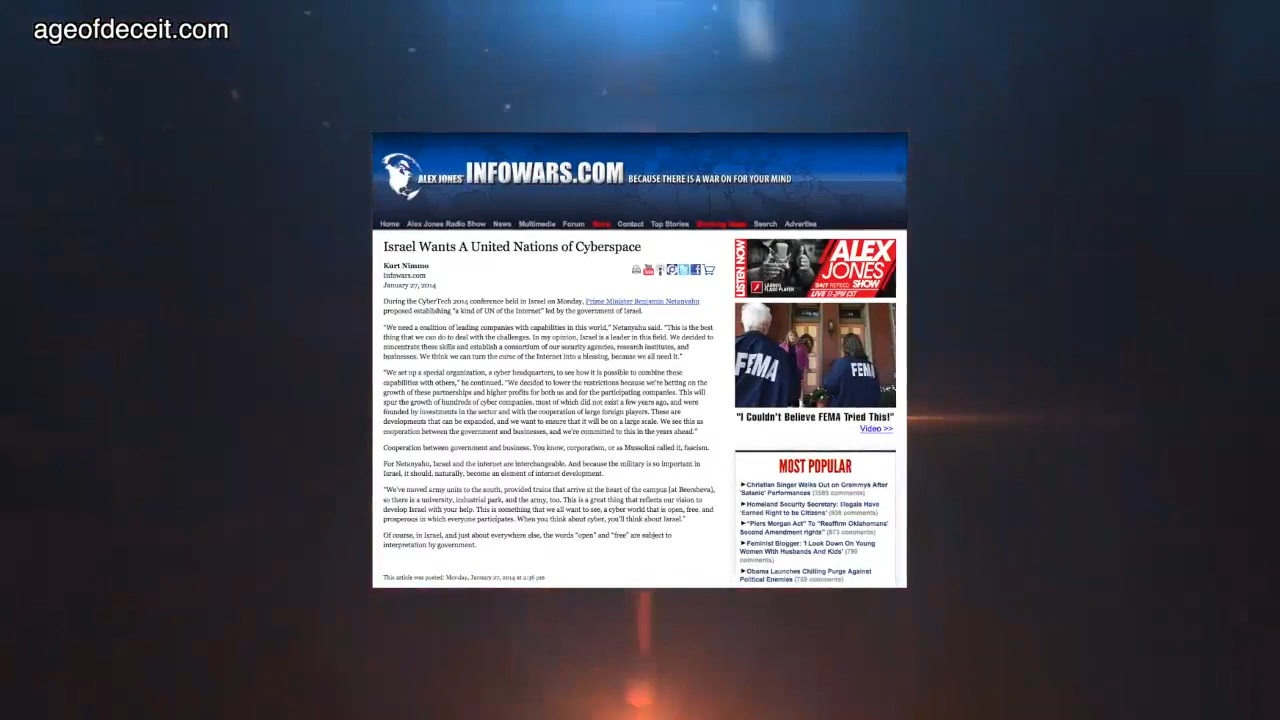 ageofdeceit.com
ALEX JONES' INFOWARS.COM BECAUSE THERE IS A WAR ON FOR YOUR MIND
Home Alex Jones Radio Show News Multimedia Forum Store Contact Top Stories Breaking News Search Advertise
Israel Wants A United Nations of Cyberspace
Kurt Nimmo
Infowars.com
January 27, 2014
During the CyberTech 2014 conference held in Israel on Monday, Prime Minister Benjamin Netanyahu
proposed establishing "a kind of UN of the Internet" led by the government of Israel.
"We need a coalition of leading companies with capabilities in this world," Netanyahu said. "This is the best
thing that we can do to deal with the challenges. In my opinion, Israel is a leader in this field. We decided to
concentrate these skills and establish a consortium of our security agencies, research institutes, and
businesses. We think we can turn the curse of the Internet into a blessing, because we all need it."
"We set up a special organization, a cyber headquarters, to see how it is possible to combine these
capabilities with others," he continued. "We decided to lower the restrictions because we're betting on the
growth of these partnerships and higher profits for both us and for the participating companies. This will
spur the growth of hundreds of cyber companies, most of which did not exist a few years ago, and were
founded by investments in the sector and with the cooperation of large foreign players. These are
developments that can be expanded, and we want to ensure that it will be on a large scale. We see this as
cooperation between the government and businesses, and we're committed to this in the years ahead."
Cooperation between government and business. You know, corporatism, or as Mussolini called it, fascism.
For Netanyahu, Israel and the internet are interchangeable. And because the military is so important in
Israel, it should, naturally, become an element of internet development.
"We've moved army units to the south, provided trains that arrive at the heart of the campus [at Beersheva],
so there is a university, industrial park, and the army, too. This is a great thing that reflects our vision to
develop Israel with your help. This is something that we all want to see, a cyber world that is open, free, and
prosperous in which everyone participates. When you think about cyber, you'll think about Israel."
Of course, in Israel, and just about everywhere else, the words "open" and "free" are subject to
interpretation by government.
This article was posted: Monday, January 27, 2014 at 2:36 pm
LISTEN NOW
LAUNCH
FLASH PLAYER
ALEX
JONES
24/7 REFEED SHOW
LIVE 11-2PM CST
FEMA
FEMA
"I Couldn't Believe FEMA Tried This!"
Video >>
MOST POPULAR
Christian Singer Walks Out on Grammys After
'Satanic' Performances (3585 comments)
Homeland Security Secretary: Illegals Have
'Earned Right to be Citizens' (936 comments)
"Piers Morgan Act" To "Reaffirm Oklahomans'
Second Amendment rights" (873 comments)
Feminist Blogger: 'I Look Down On Young
Women With Husbands And Kids' (799
comments)
Obama Launches Chilling Purge Against
Political Enemies (789 comments)